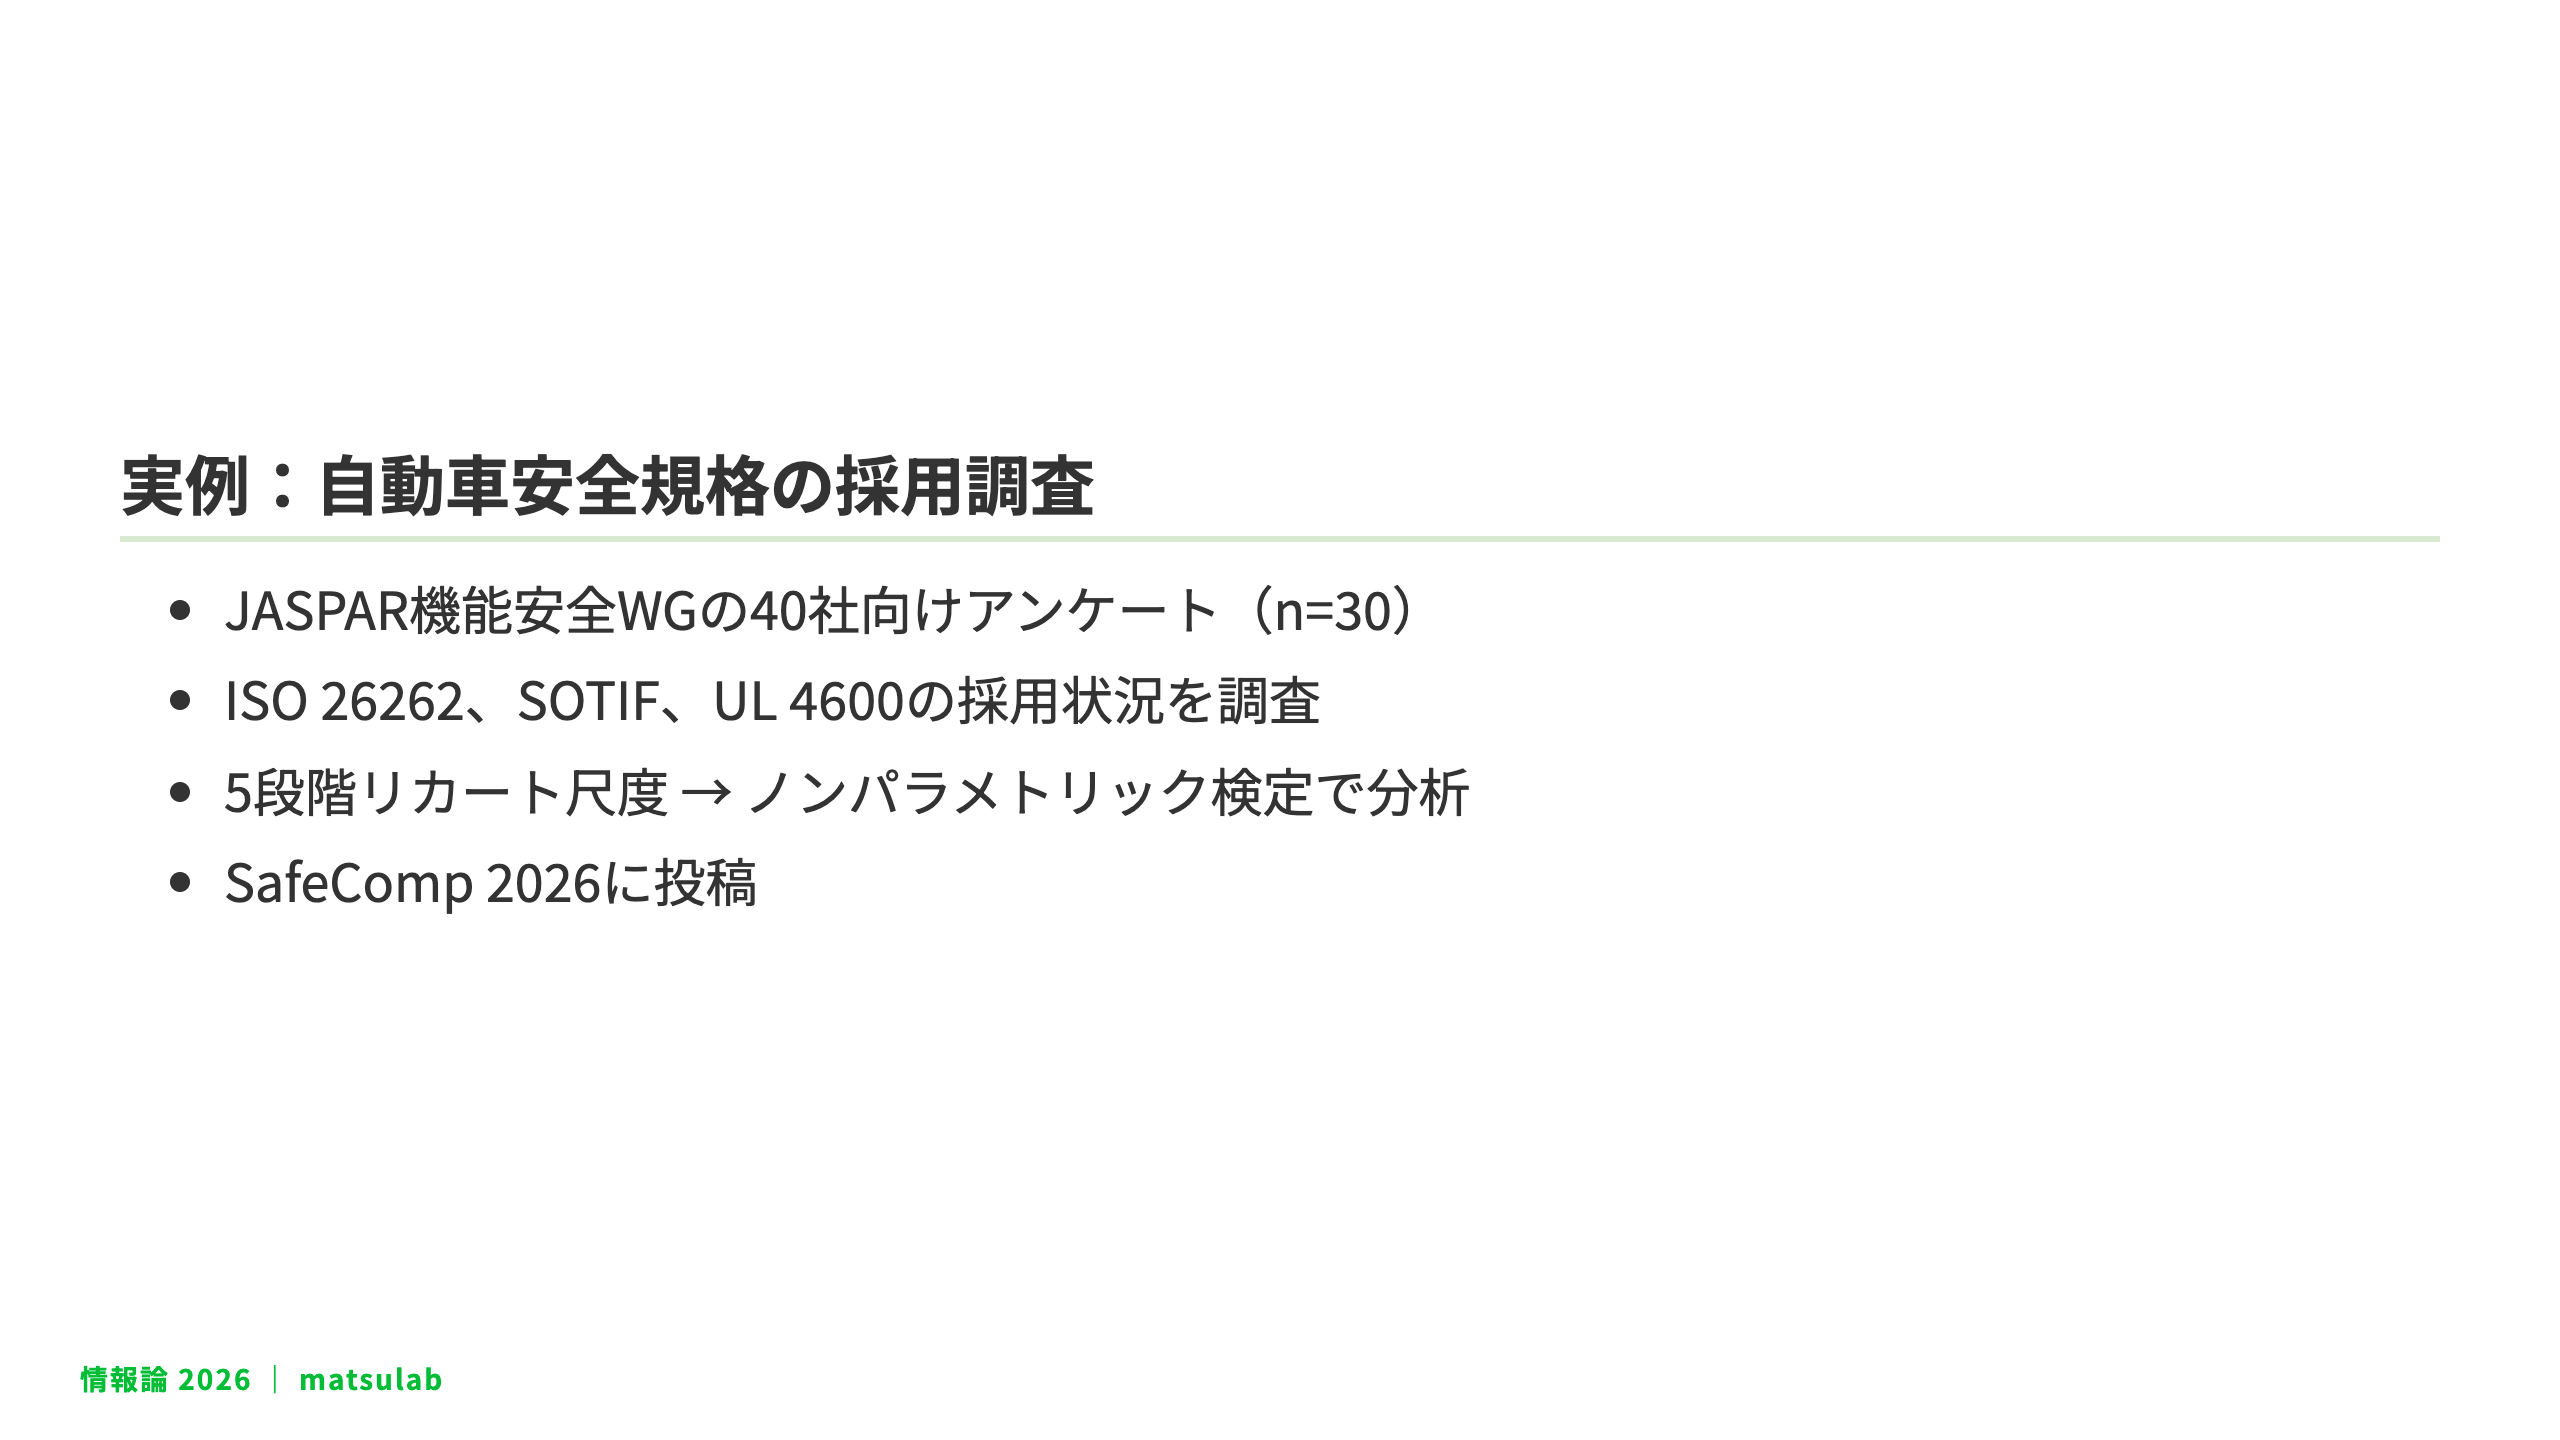 実例：自動車安全規格の採用調査
• JASPAR機能安全WGの40社向けアンケート（n=30）
• ISO 26262、SOTIF、UL 4600の採用状況を調査
• 5段階リカート尺度 → ノンパラメトリック検定で分析
• SafeComp 2026に投稿
情報論 2026 ｜ matsulab